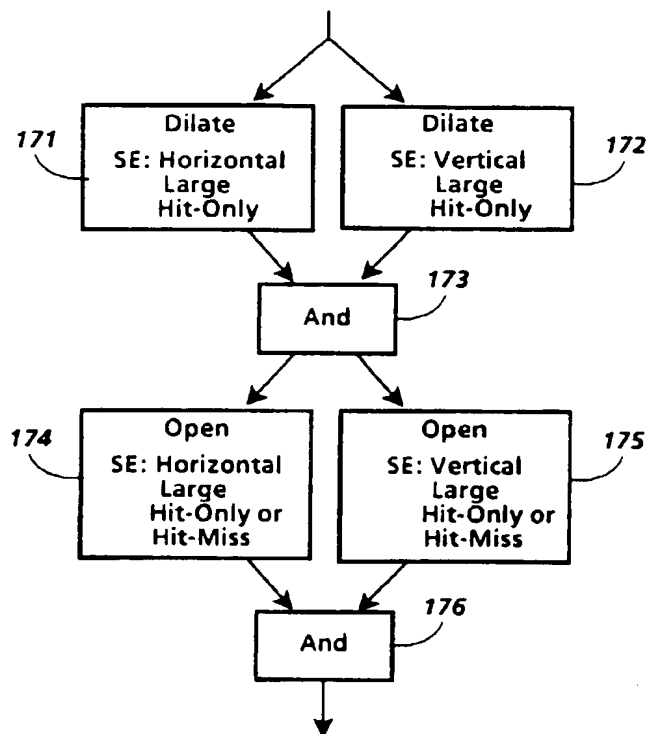 Dilate
SE: Horizontal
Large
Hit-Only
171
Dilate
SE: Vertical
Large
Hit-Only
172
And
173
Open
SE: Horizontal
Large
Hit-Only or
Hit-Miss
174
Open
SE: Vertical
Large
Hit-Only or
Hit-Miss
175
And
176